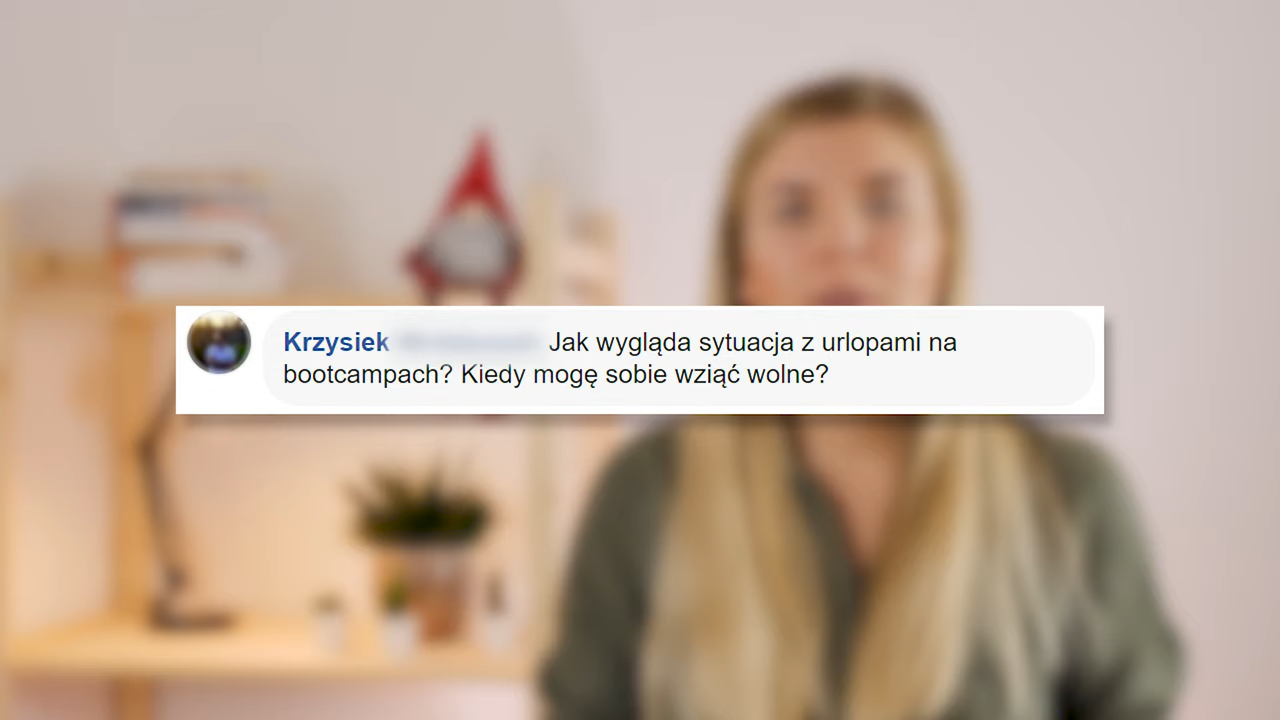 Krzysiek Jak wygląda sytuacja z urlopami na
bootcampach? Kiedy mogę sobie wziąć wolne?